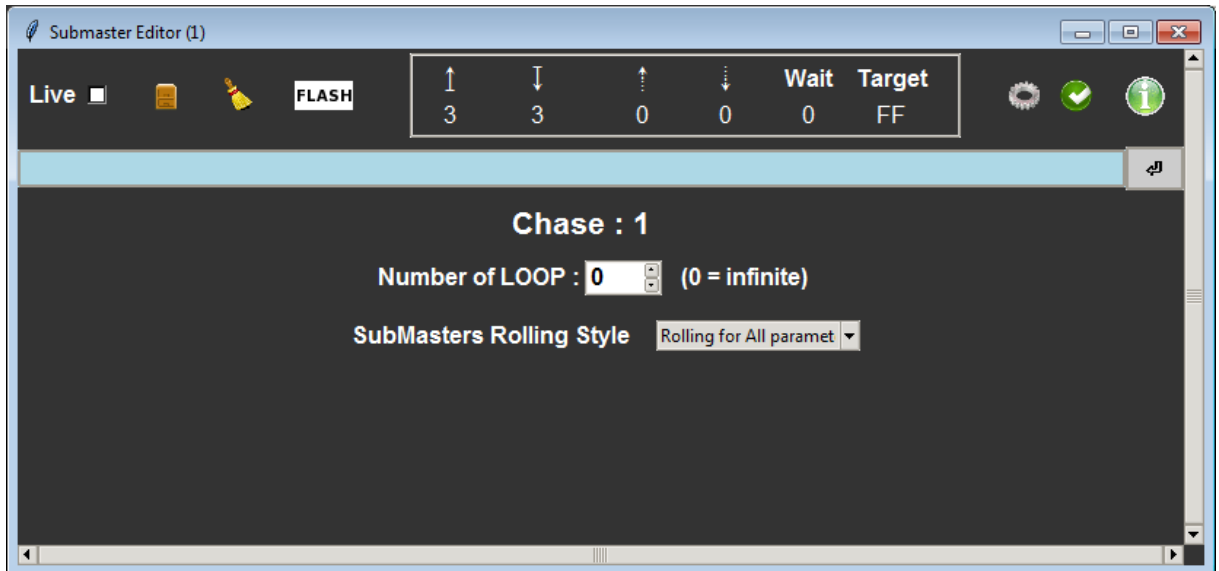 Submaster Editor (1)
Live FLASH Wait Target
3 3 0 0 0 FF
Chase : 1
Number of LOOP : 0 (0 = infinite)
SubMasters Rolling Style Rolling for All paramet